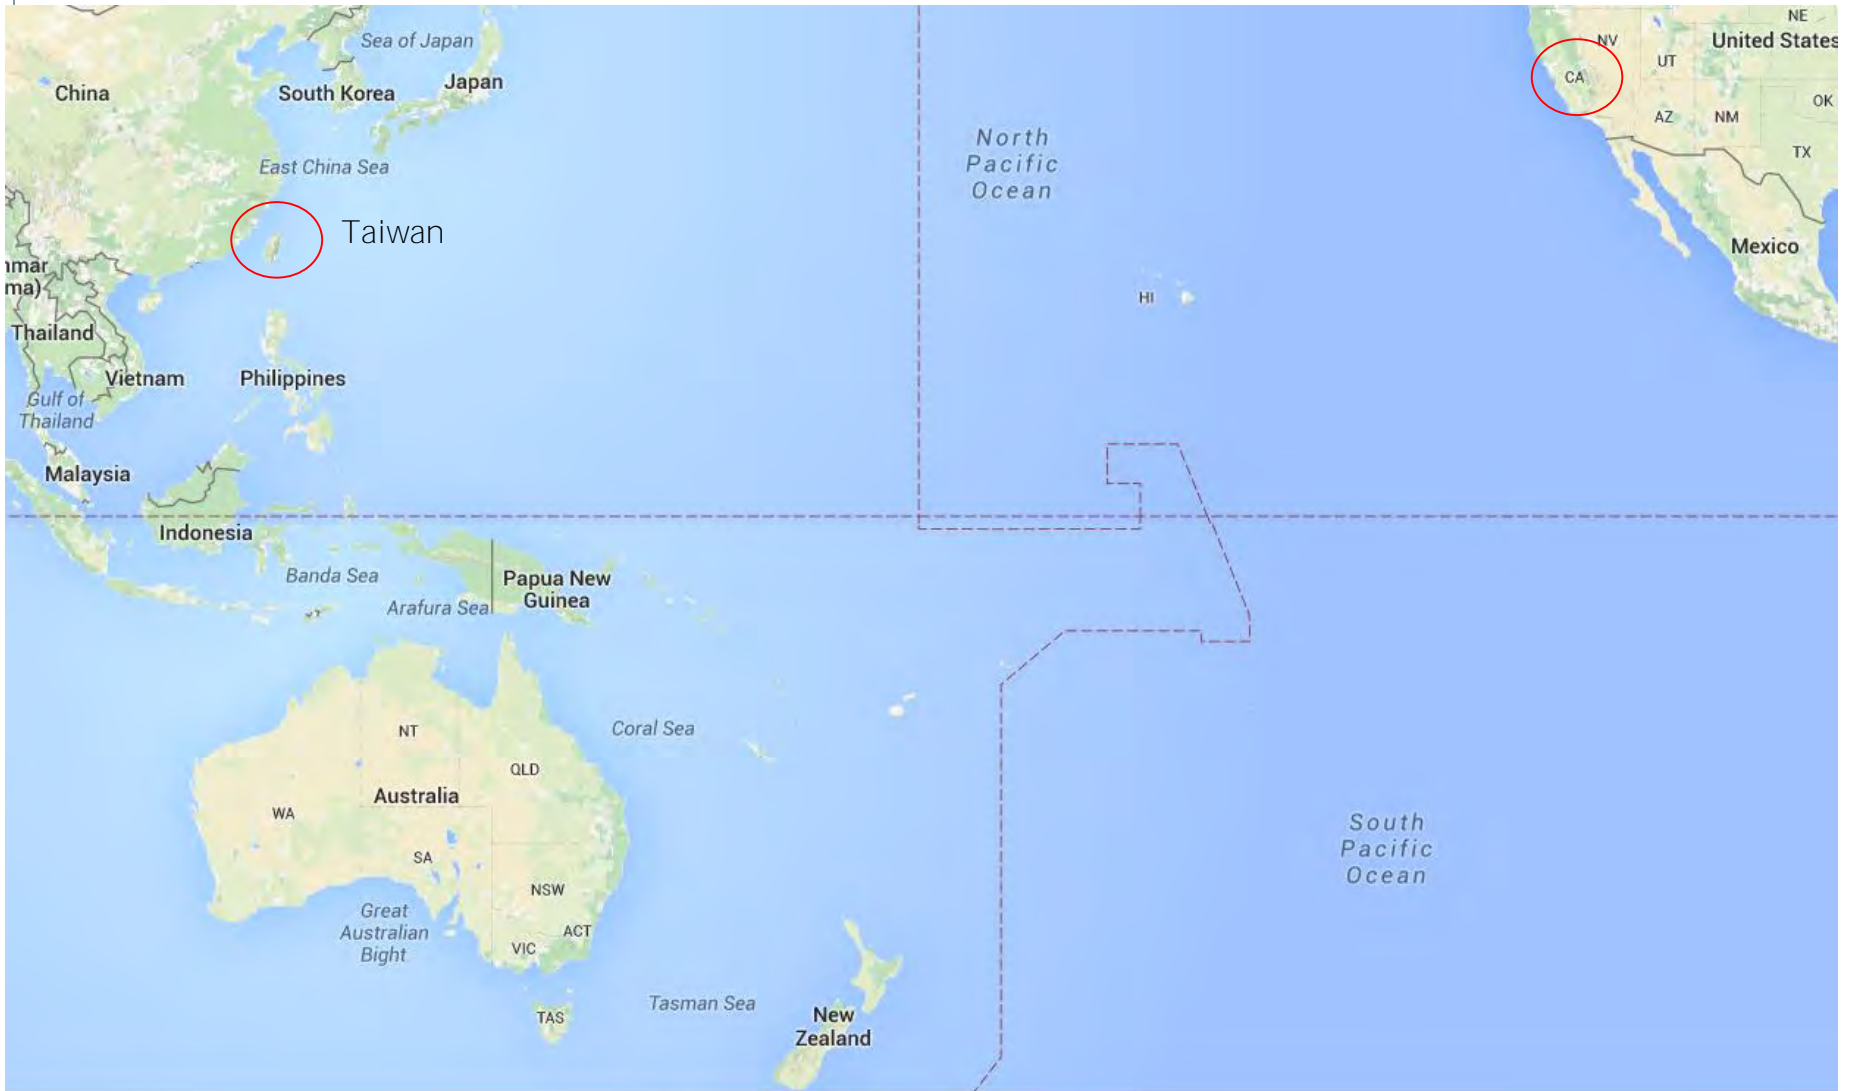 Sea of Japan
NE
NV
United States
UT
CA
China
South Korea
Japan
OK
AZ
NM
North
Pacific
Ocean
TX
East China Sea
Taiwan
Mexico
nmar
ma)
HI
Thailand
Vietnam
Philippines
Gulf of
Thailand
Malaysia
Indonesia
Banda Sea
Papua New
Guinea
Arafura Sea
Coral Sea
NT
QLD
Australia
WA
SA
South
Pacific
Ocean
NSW
Great
Australian
Bight
ACT
VIC
Tasman Sea
TAS
New
Zealand